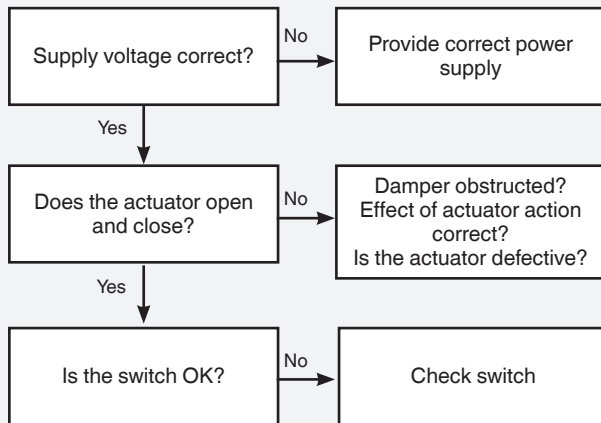 Supply voltage correct?
No
Provide correct power
supply
Yes
Does the actuator open
and close?
No
Damper obstructed?
Effect of actuator action
correct?
Is the actuator defective?
Yes
Is the switch OK?
No
Check switch